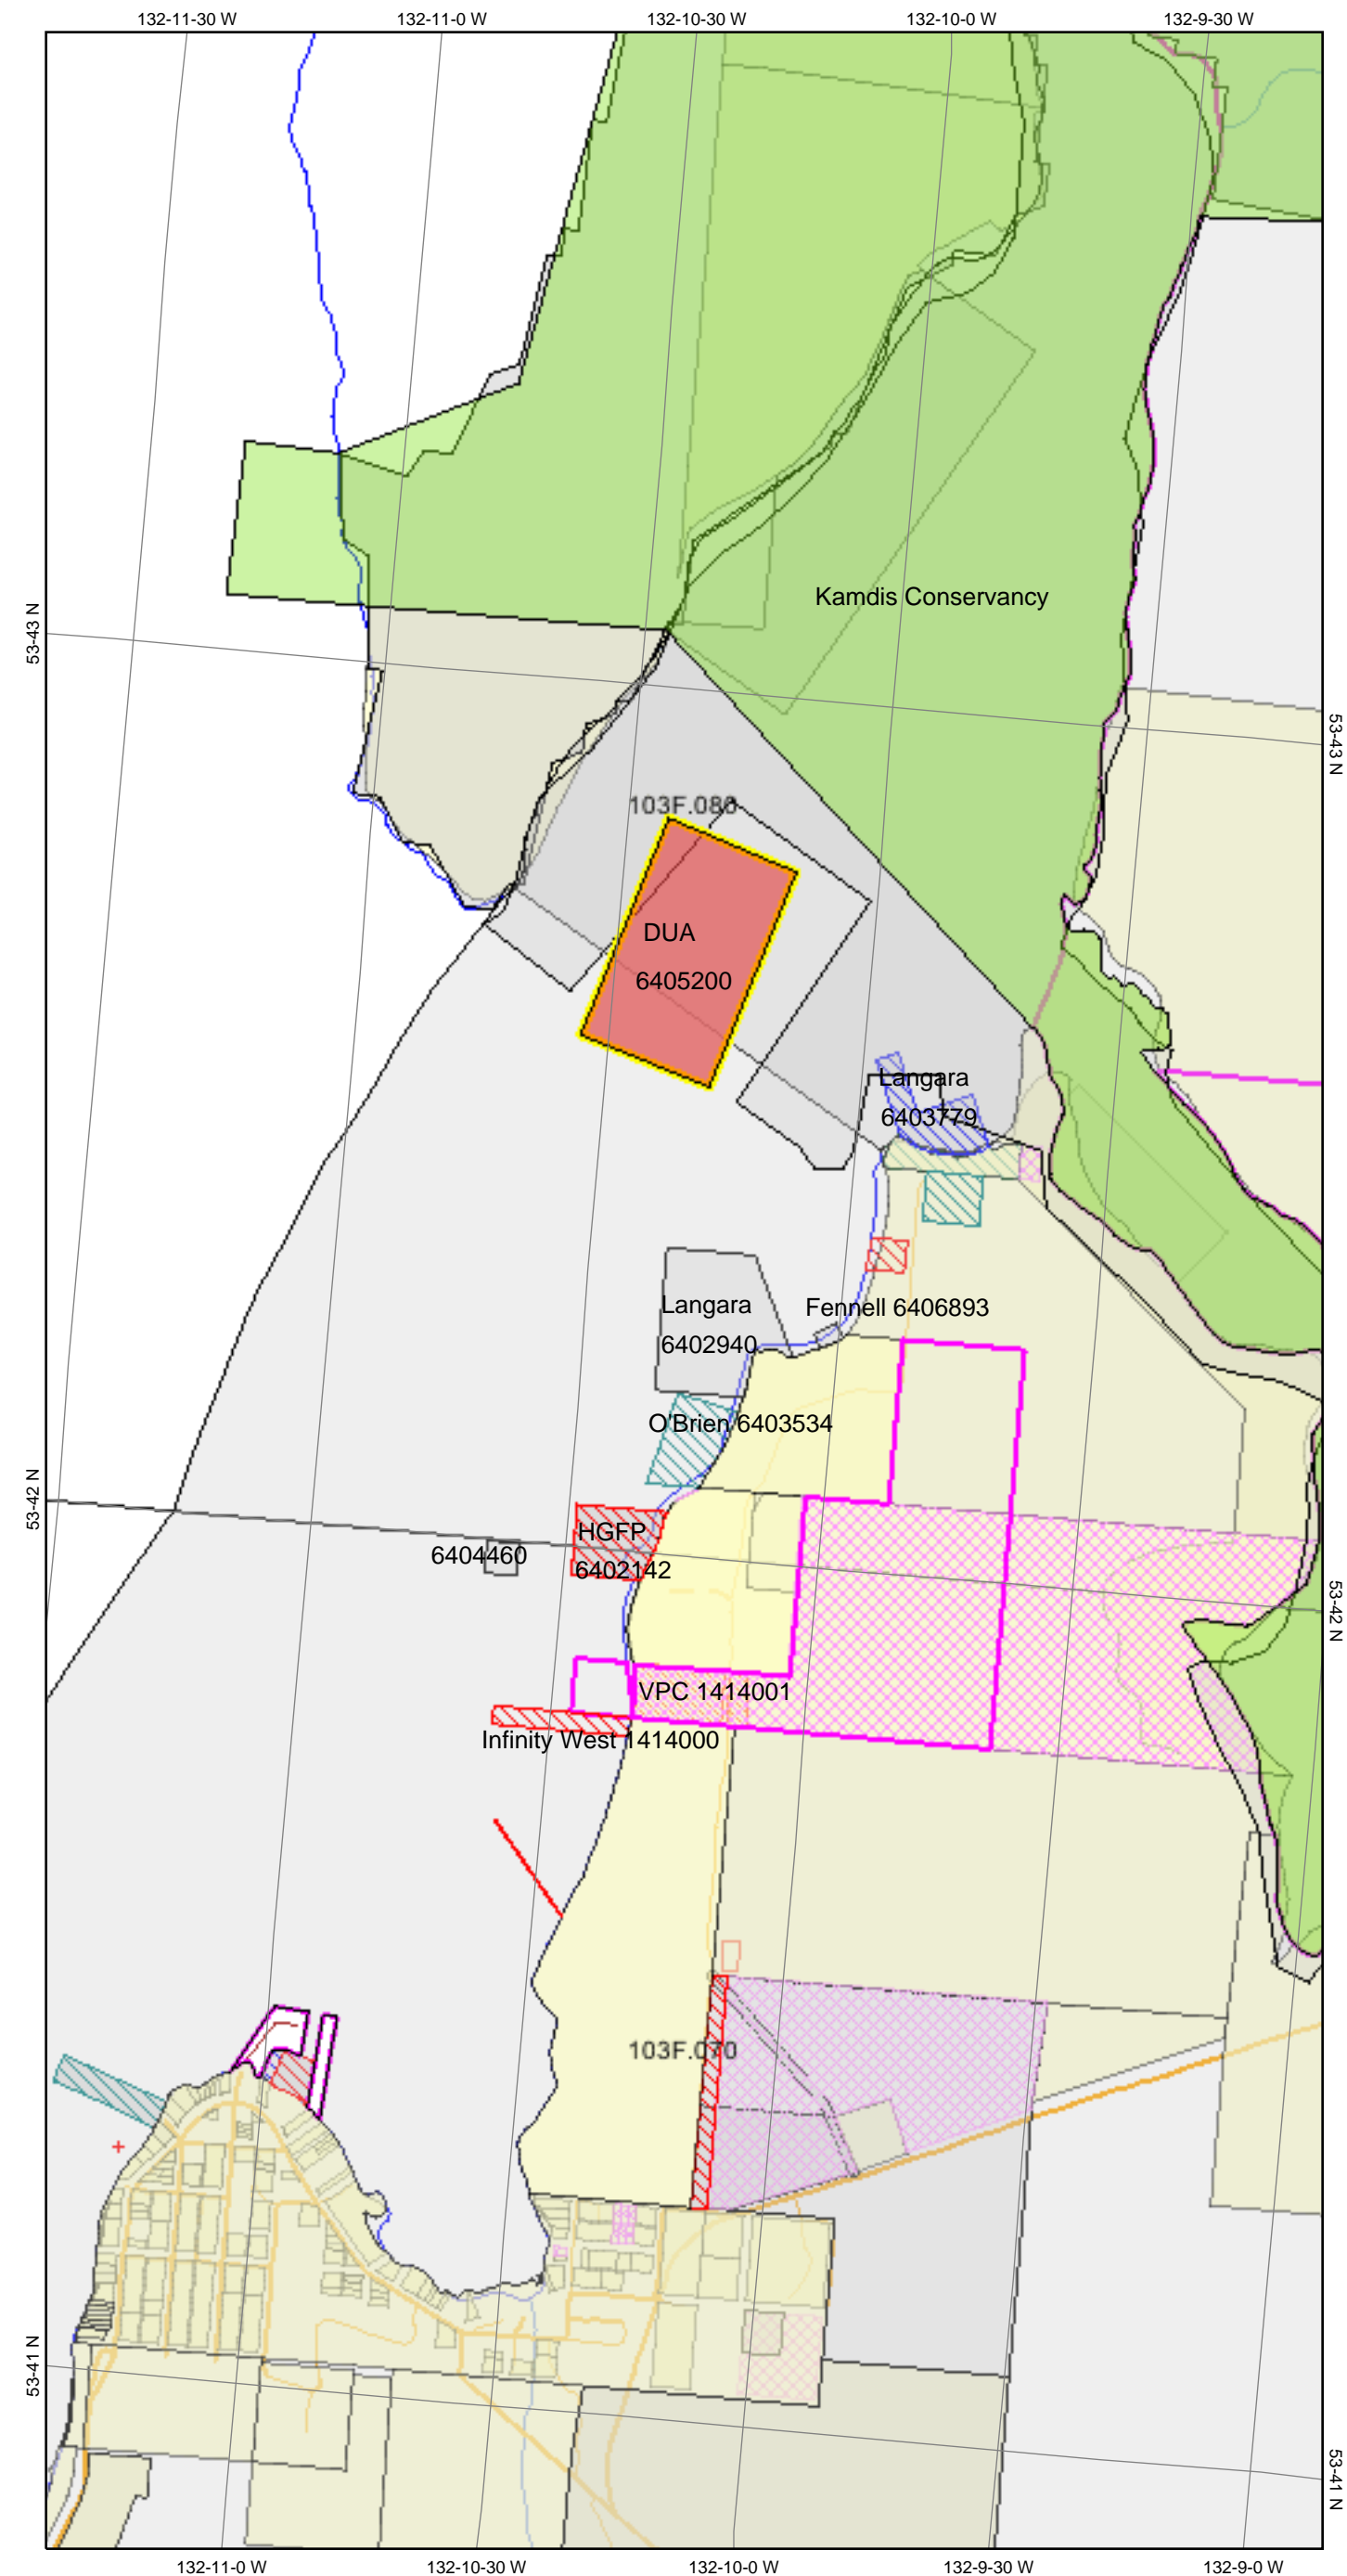 132-11-30 W
132-11-0 W
132-10-30 W
132-10-0 W
132-9-30 W
Kamdis Conservancy
53-43 N
53-43 N
103F.080
DUA
6405200
Langara
6403779
Langara
6402940
Fennell 6406893
O'Brien 6403534
53-42 N
HGFP
6404460
6402142
53-42 N
VPC 1414001
Infinity West 1414000
103F.070
53-41 N
53-41 N
132-11-0 W
132-10-30 W
132-10-0 W
132-9-30 W
132-9-0 W